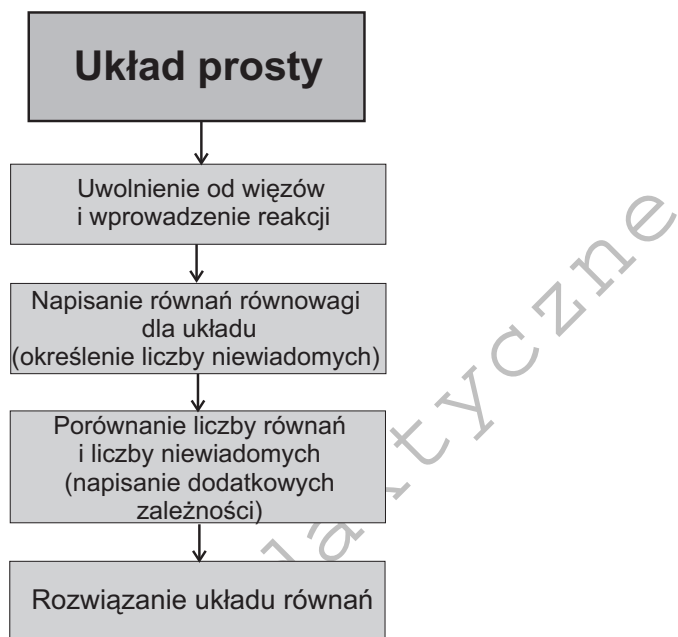 Układ prosty
Uwolnienie od więzów
i wprowadzenie reakcji
Napisanie równań równowagi
dla układu
(określenie liczby niewiadomych)
Porównanie liczby równań
i liczby niewiadomych
(napisanie dodatkowych
zależności)
Rozwiązanie układu równań